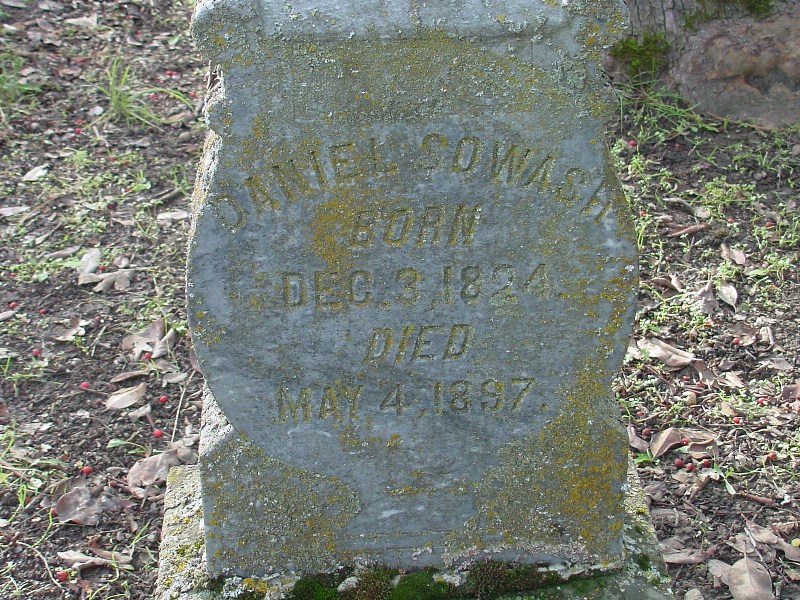 DANIEL SOWASH
BORN
DEC. 3, 1824
DIED
MAY 4, 1897.